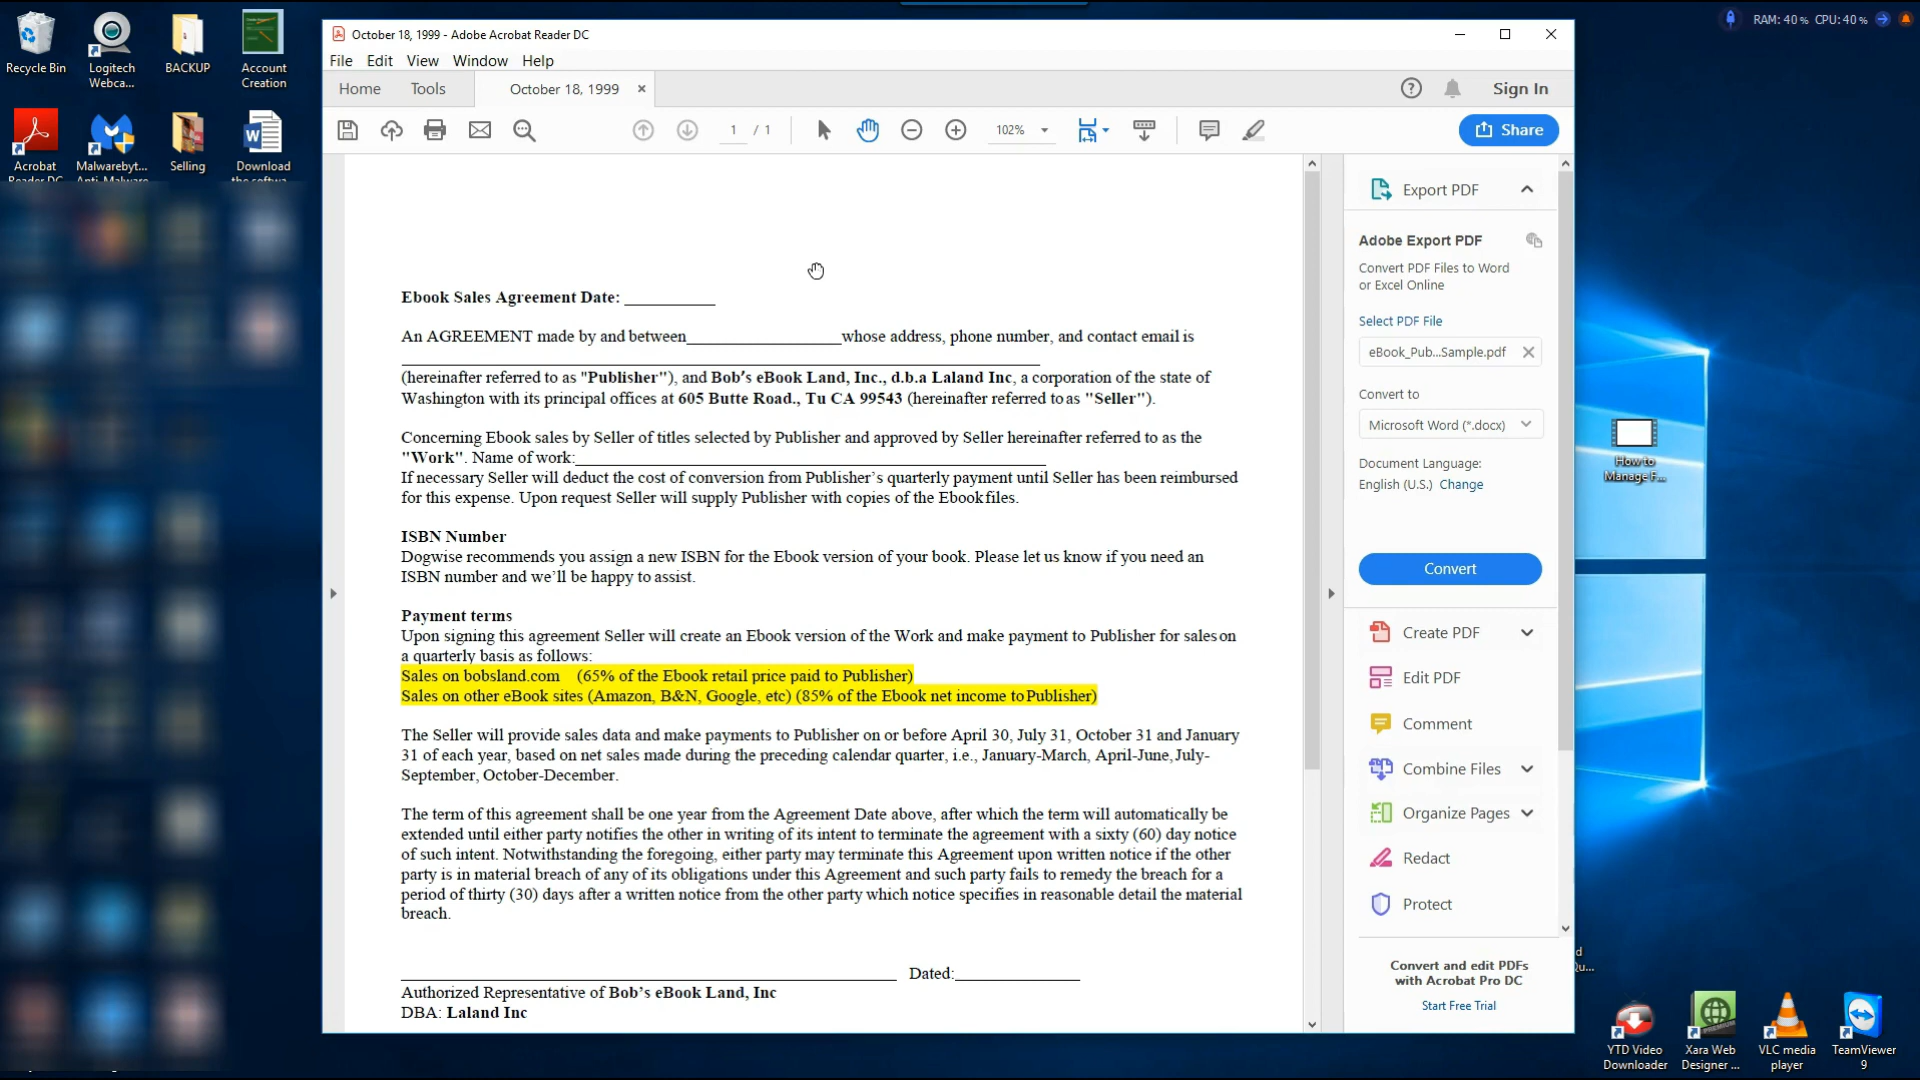 RAM: 40 % CPU: 40 %
October 18, 1999 - Adobe Acrobat Reader DC
File Edit View Window Help
Home Tools October 18, 1999 × Sign In
1 / 1 102% Share
Recycle Bin
Logitech Webca...
BACKUP
Account Creation
Acrobat Reader DC
Malwarebyt... Anti-Malware
Selling
Download the softwa...
Ebook Sales Agreement Date: ___________
An AGREEMENT made by and between_________________whose address, phone number, and contact email is
(hereinafter referred to as "Publisher"), and Bob's eBook Land, Inc., d.b.a Laland Inc, a corporation of the state of
Washington with its principal offices at 605 Butte Road., Tu CA 99543 (hereinafter referred to as "Seller").
Concerning Ebook sales by Seller of titles selected by Publisher and approved by Seller hereinafter referred to as the
"Work". Name of work:
If necessary Seller will deduct the cost of conversion from Publisher's quarterly payment until Seller has been reimbursed
for this expense. Upon request Seller will supply Publisher with copies of the Ebook files.
ISBN Number
Dogwise recommends you assign a new ISBN for the Ebook version of your book. Please let us know if you need an
ISBN number and we'll be happy to assist.
Payment terms
Upon signing this agreement Seller will create an Ebook version of the Work and make payment to Publisher for sales on
a quarterly basis as follows:
Sales on bobsland.com (65% of the Ebook retail price paid to Publisher)
Sales on other eBook sites (Amazon, B&N, Google, etc) (85% of the Ebook net income to Publisher)
The Seller will provide sales data and make payments to Publisher on or before April 30, July 31, October 31 and January
31 of each year, based on net sales made during the preceding calendar quarter, i.e., January-March, April-June, July-
September, October-December.
The term of this agreement shall be one year from the Agreement Date above, after which the term will automatically be
extended until either party notifies the other in writing of its intent to terminate the agreement with a sixty (60) day notice
of such intent. Notwithstanding the foregoing, either party may terminate this Agreement upon written notice if the other
party is in material breach of any of its obligations under this Agreement and such party fails to remedy the breach for a
period of thirty (30) days after a written notice from the other party which notice specifies in reasonable detail the material
breach.
Dated:
Authorized Representative of Bob's eBook Land, Inc
DBA: Laland Inc
Export PDF
Adobe Export PDF
Convert PDF Files to Word
or Excel Online
Select PDF File
eBook_Pub...Sample.pdf
Convert to
Microsoft Word (*.docx)
Document Language:
English (U.S.) Change
Convert
Create PDF
Edit PDF
Comment
Combine Files
Organize Pages
Redact
Protect
Convert and edit PDFs
with Acrobat Pro DC
Start Free Trial
How to
Manage F...
YTD Video
Downloader
Xara Web
Designer ...
VLC media
player
TeamViewer
9